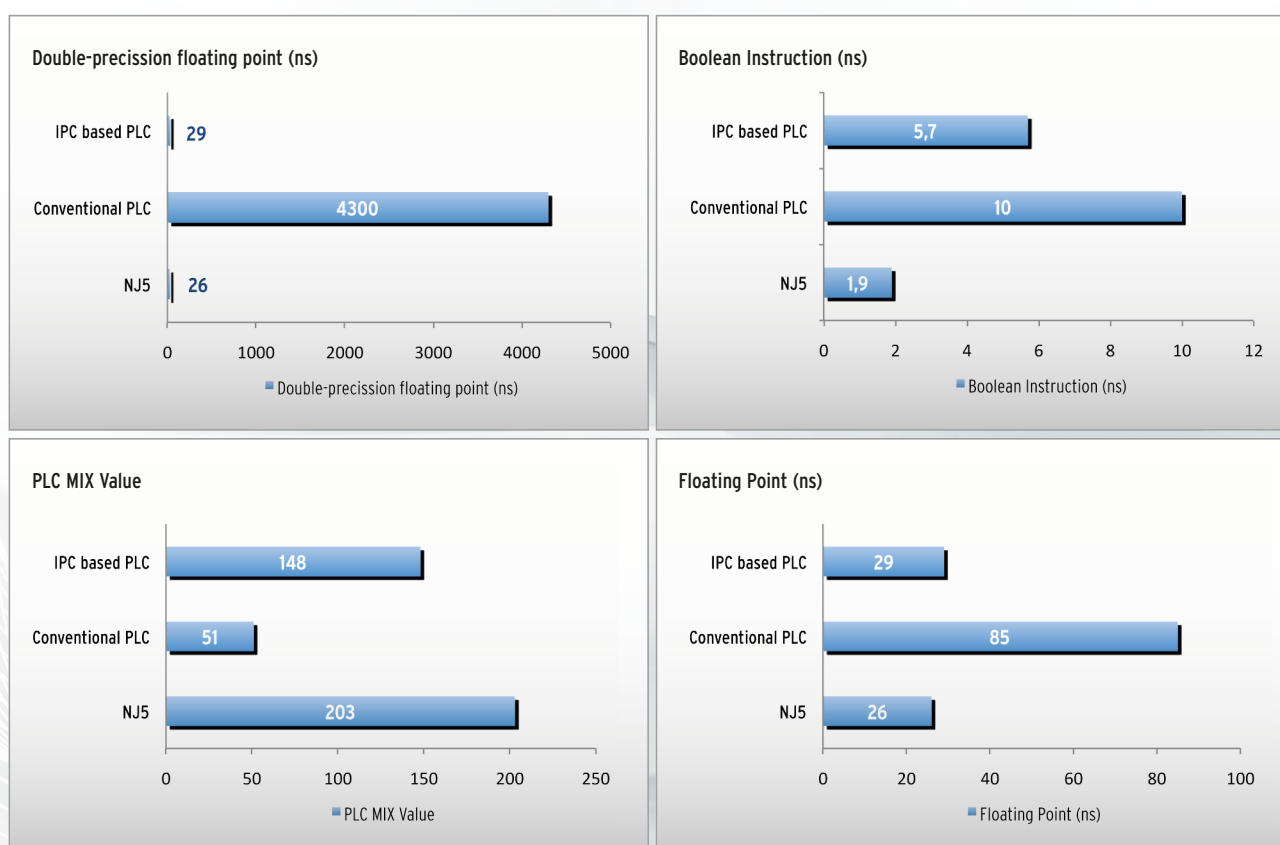 Double-precission floating point (ns)
IPC based PLC
29
Conventional PLC
4300
NJ5
26
0 1000 2000 3000 4000 5000
Double-precission floating point (ns)
Boolean Instruction (ns)
IPC based PLC
5,7
Conventional PLC
10
NJ5
1,9
0 2 4 6 8 10 12
Boolean Instruction (ns)
PLC MIX Value
IPC based PLC
148
Conventional PLC
51
NJ5
203
0 50 100 150 200 250
PLC MIX Value
Floating Point (ns)
IPC based PLC
29
Conventional PLC
85
NJ5
26
0 20 40 60 80 100
Floating Point (ns)